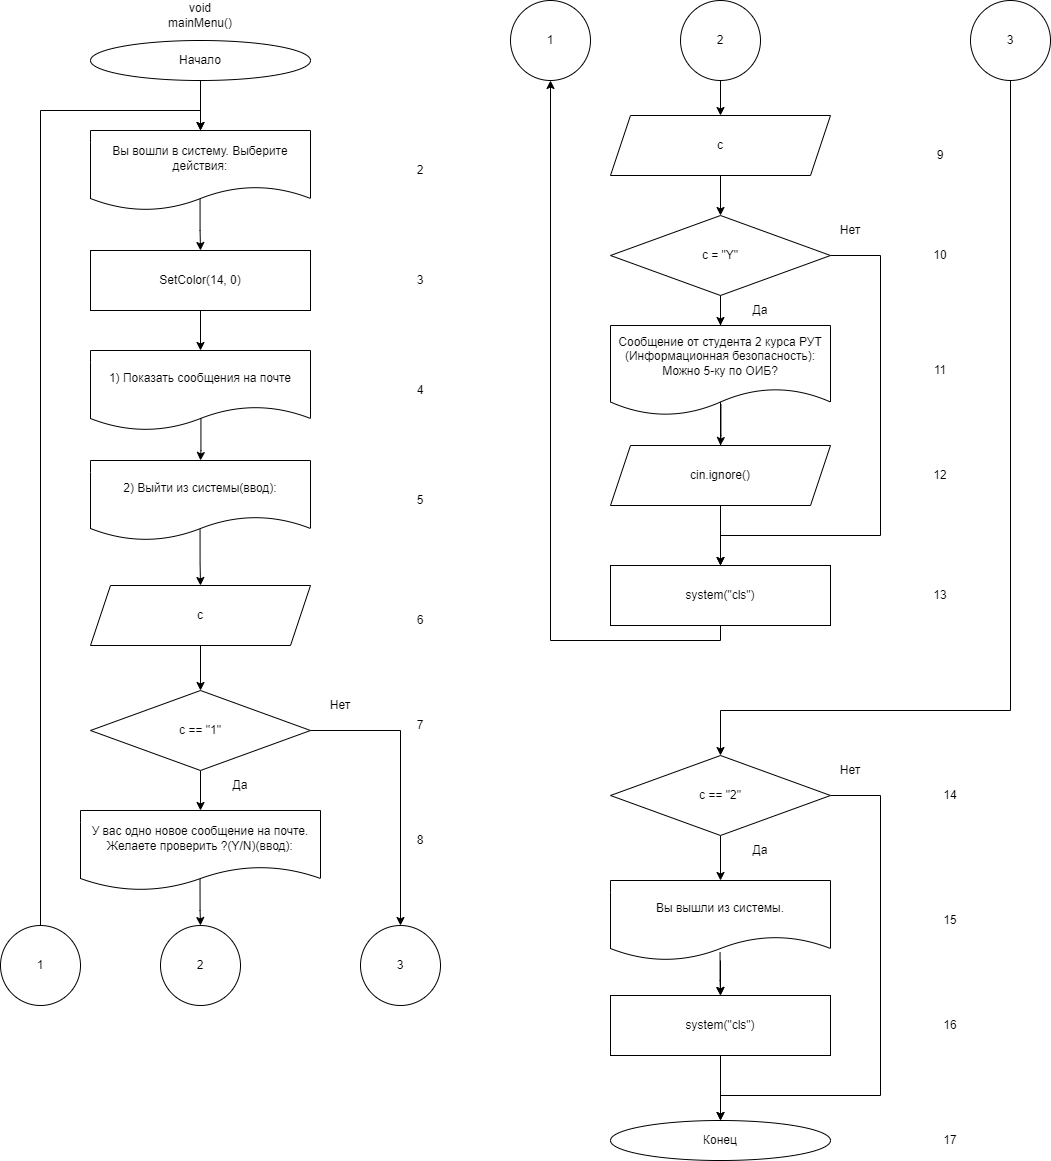 void
mainMenu()
Начало
Вы вошли в систему. Выберите
действия:
2
SetColor(14, 0)
3
1) Показать сообщения на почте
4
2) Выйти из системы(ввод):
5
с
6
Нет
с == "1"
7
Да
У вас одно новое сообщение на почте.
Желаете проверить ?(Y/N)(ввод):
8
1
2
3
1
2
3
с
9
Нет
с = "Y"
10
Да
Сообщение от студента 2 курса РУТ
(Информационная безопасность):
Можно 5-ку по ОИБ?
11
cin.ignore()
12
system("cls")
13
Нет
с == "2"
14
Да
Вы вышли из системы.
15
system("cls")
16
Конец
17